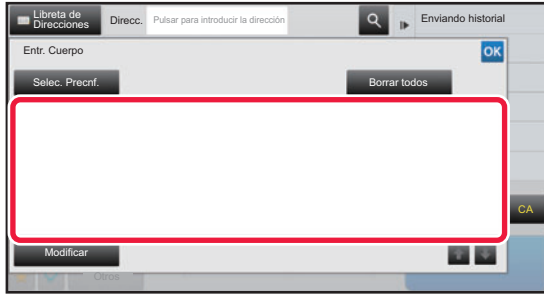 Libreta de
Direcciones
Direcc. Pulsar para introducir la dirección
Enviando historial
Entr. Cuerpo
OK
Selec. Precnf.
Borrar todos
CA
Modificar
Otros